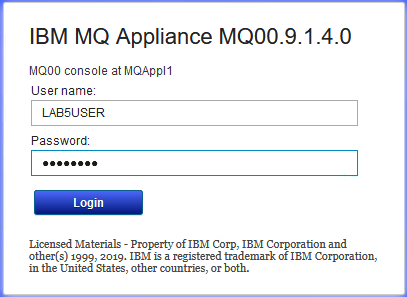 IBM MQ Appliance MQ00.9.1.4.0
MQ00 console at MQAppl1
User name:
LAB5USER
Password:
●●●●●●●●
Login
Licensed Materials - Property of IBM Corp, IBM Corporation and
other(s) 1999, 2019. IBM is a registered trademark of IBM Corporation,
in the United States, other countries, or both.